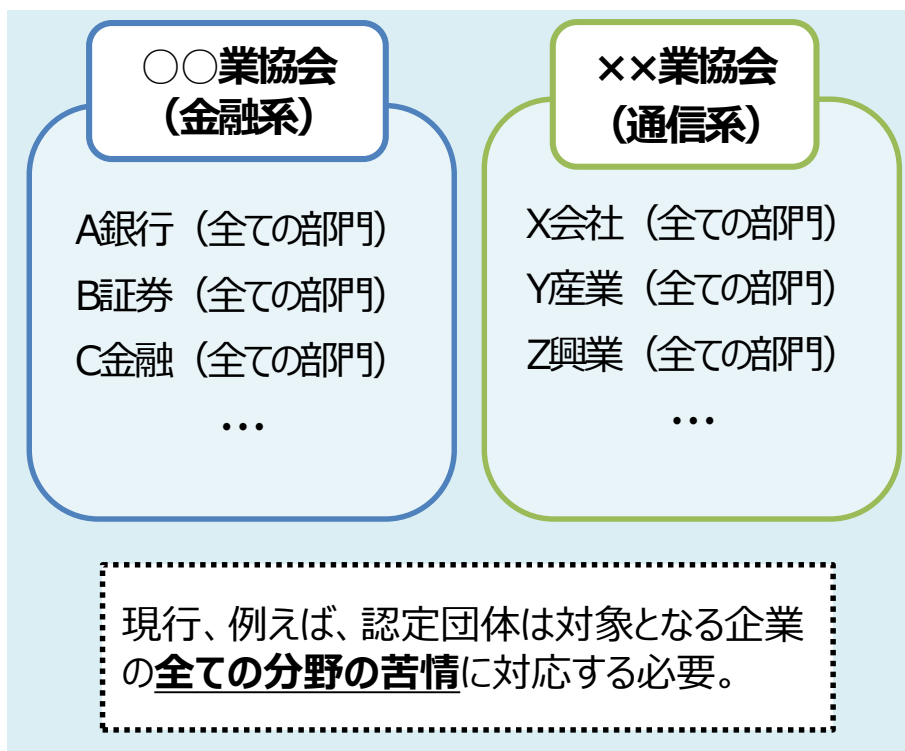 ○○業協会
（金融系）
A銀行（全ての部門）
B証券（全ての部門）
C金融（全ての部門）
…
××業協会
（通信系）
X会社（全ての部門）
Y産業（全ての部門）
Z興業（全ての部門）
…
現行、例えば、認定団体は対象となる企業
の全ての分野の苦情に対応する必要。